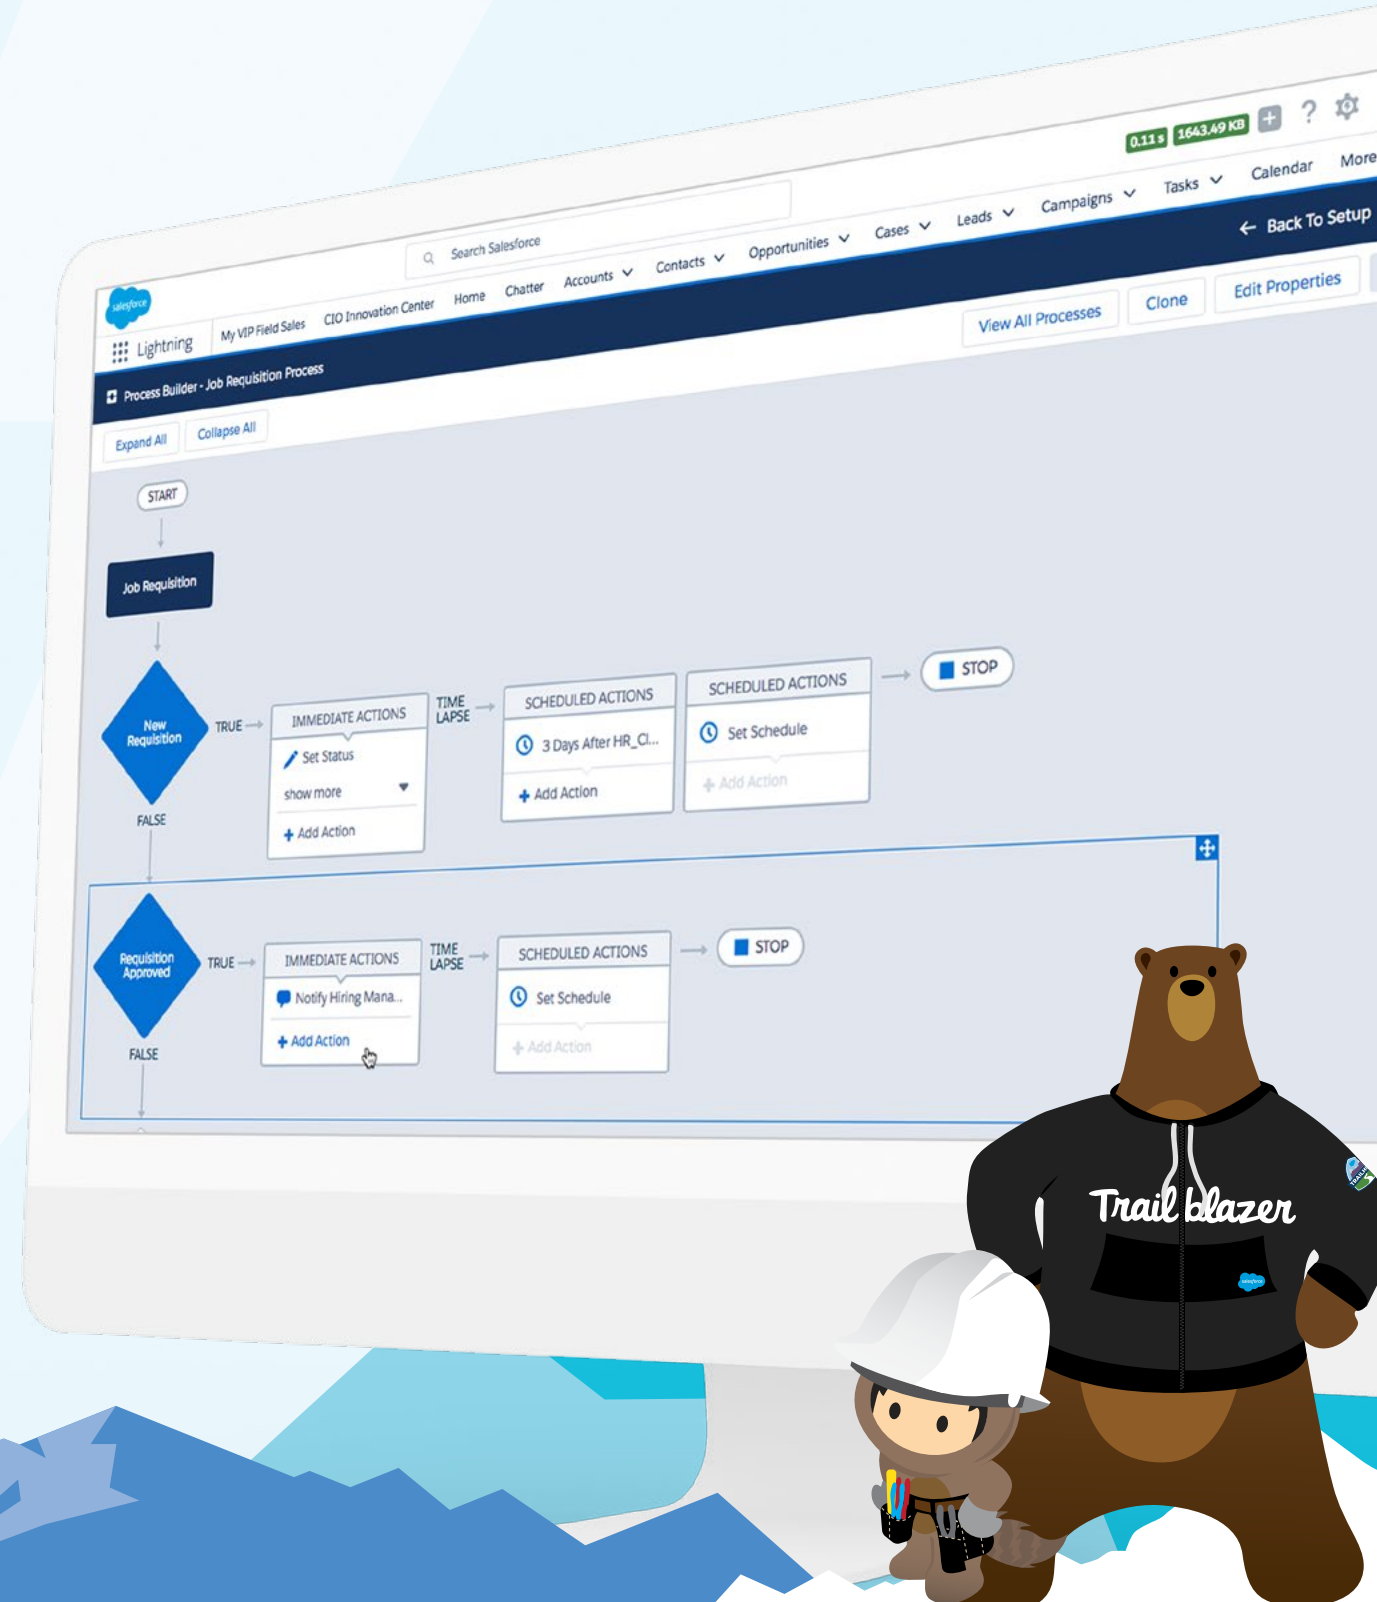 0.11 s 1643.49 KB
salesforce
Search Salesforce
Lightning
My VIP Field Sales CIO Innovation Center Home Chatter Accounts Contacts Opportunities Cases Leads Campaigns Tasks Calendar More
Process Builder - Job Requisition Process
Back To Setup
Expand All Collapse All
View All Processes Clone Edit Properties
START
Job Requisition
New
Requisition
TRUE
IMMEDIATE ACTIONS
Set Status
show more
+ Add Action
TIME
LAPSE
SCHEDULED ACTIONS
3 Days After HR_Cl...
+ Add Action
SCHEDULED ACTIONS
Set Schedule
+ Add Action
STOP
FALSE
Requisition
Approved
TRUE
IMMEDIATE ACTIONS
Notify Hiring Mana...
+ Add Action
TIME
LAPSE
SCHEDULED ACTIONS
Set Schedule
+ Add Action
STOP
FALSE
Trailblazer
salesforce